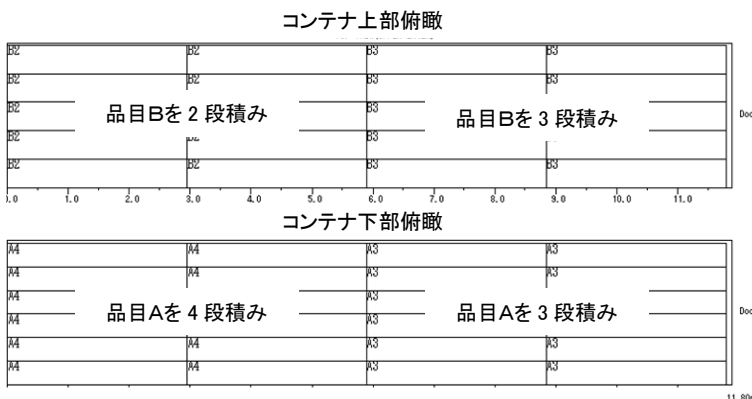 コンテナ上部俯瞰
B2 B2 B3 B3
B2 B2 B3 B3
B2 B3
品目Bを2段積み 品目Bを3段積み
Doo
B2 B3
B2 B2 B3 B3
1.0 2.0 3.0 4.0 5.0 6.0 7.0 8.0 9.0 10.0 11.0
コンテナ下部俯瞰
A4 A4 A3 A3
A4 A4 A3 A3
A4 A3
品目Aを4段積み 品目Aを3段積み
Doo
A4 A3
A4 A4 A3 A3
A4 A4 A3 A3